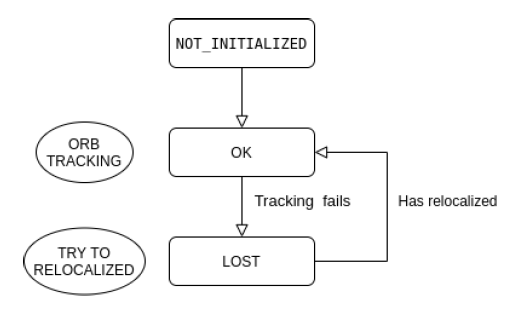 NOT_INITIALIZED
ORB
TRACKING
OK
Tracking fails
Has relocalized
TRY TO
RELOCALIZED
LOST